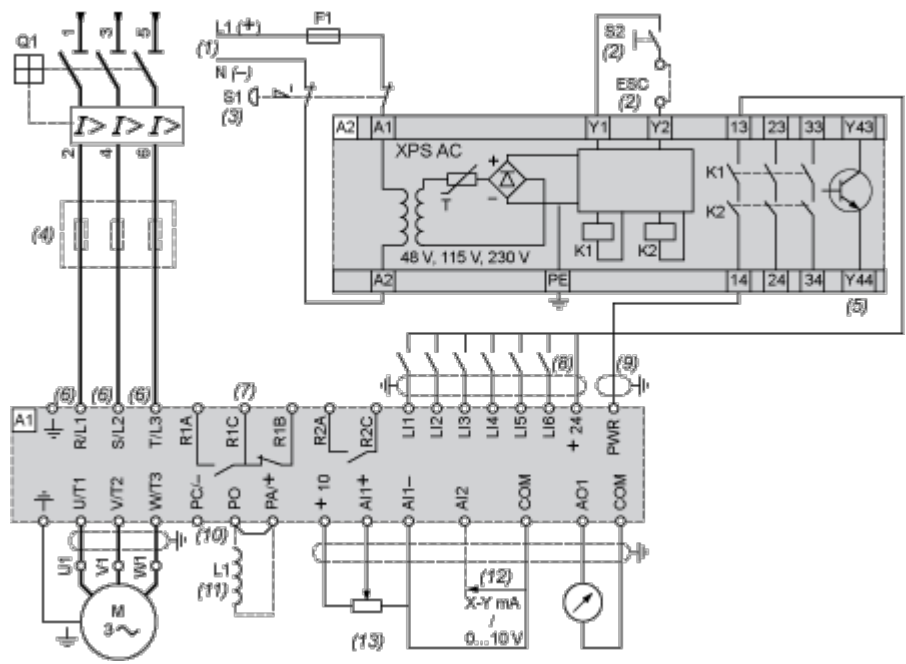 1 3 5
Q1
I> I> I>
2 4 6
(4)
L1 (+)
F1
(1)
N (–)
S1
(3)
S2
(2)
ESC
(2)
A2 A1 Y1 Y2 13 23 33 Y43
XPS AC
+
–
T
K1
K2
K1 K2
48 V, 115 V, 230 V
A2 PE 14 24 34 Y44
(5)
(6) (6) (6) (7) (8) (9)
A1
R/L1 S/L2 T/L3 R1A R1C R1B R2A R2C LI1 LI2 LI3 LI4 LI5 LI6 + 24 PWR
U/T1 V/T2 W/T3 PC/– PO PA/+ + 10 AI1+ AI1– AI2 COM AO1 COM
(10)
U1 V1 W1
L1
(11)
(12)
X-Y mA
/
0...10 V
(13)
M
3~